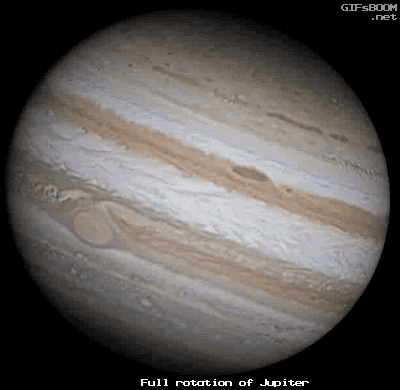 GIFsBOOM
.net
Full rotation of Jupiter